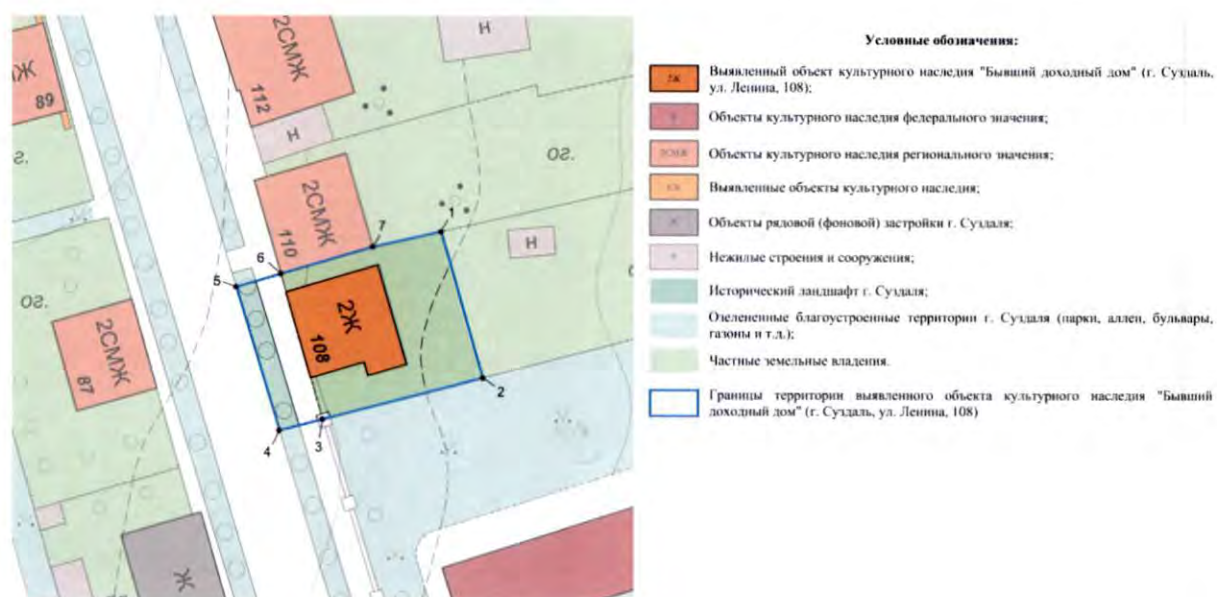 2СМЖ
Н
Ж
89
112
Н
ОГ.
ОГ.
2СМЖ
110
7
1
6
Н
5
ОГ.
2Ж
108
2СМЖ
87
2
3
4
Ж
Условные обозначения:
2Ж
Выявленный объект культурного наследия "Бывший доходный дом" (г. Суздаль,
ул. Ленина, 108);
Объекты культурного наследия федерального значения;
2СМЖ
Объекты культурного наследия регионального значения;
Выявленные объекты культурного наследия;
Ж
Объекты рядовой (фоновой) застройки г. Суздаля;
Н
Нежилые строения и сооружения;
Исторический ландшафт г. Суздаля;
Озелененные благоустроенные территории г. Суздаля (парки, аллеи, бульвары,
газоны и т.д.);
Частные земельные владения.
Границы территории выявленного объекта культурного наследия "Бывший
доходный дом" (г. Суздаль, ул. Ленина, 108)